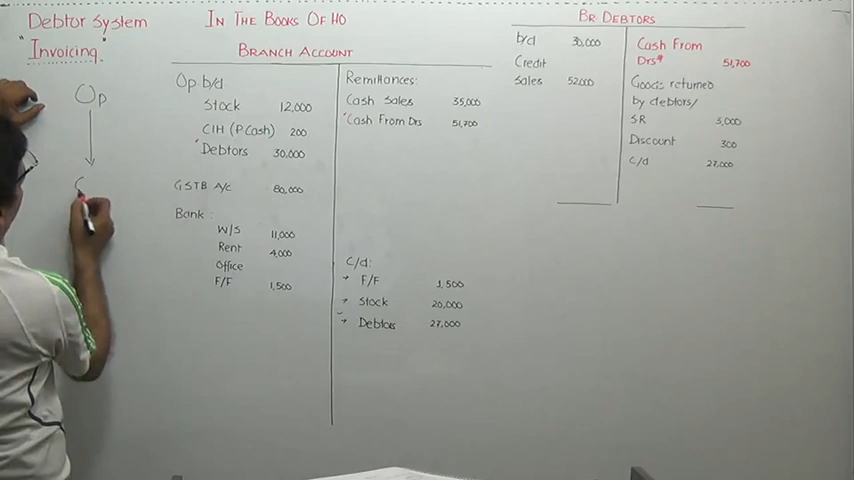 Debtor System
"Invoicing"
Op
C
IN THE BOOKS OF HO
BRANCH ACCOUNT
Op b/d
Stock 12,000
CIH (P Cash) 200
Debtors 30,000
GSTB A/c 80,000
Bank:
W/S 11,000
Rent 4,000
Office
F/F 1,500
Remittances:
Cash Sales 35,000
Cash From Drs 51,700
C/d:
F/F 1,500
Stock 20,000
Debtors 27,000
BR DEBTORS
b/d 30,000
Credit
Sales 52,000
Cash From
Drs* 51,700
Goods returned
by debtors/
SR 3,000
Discount 300
C/d 27,000